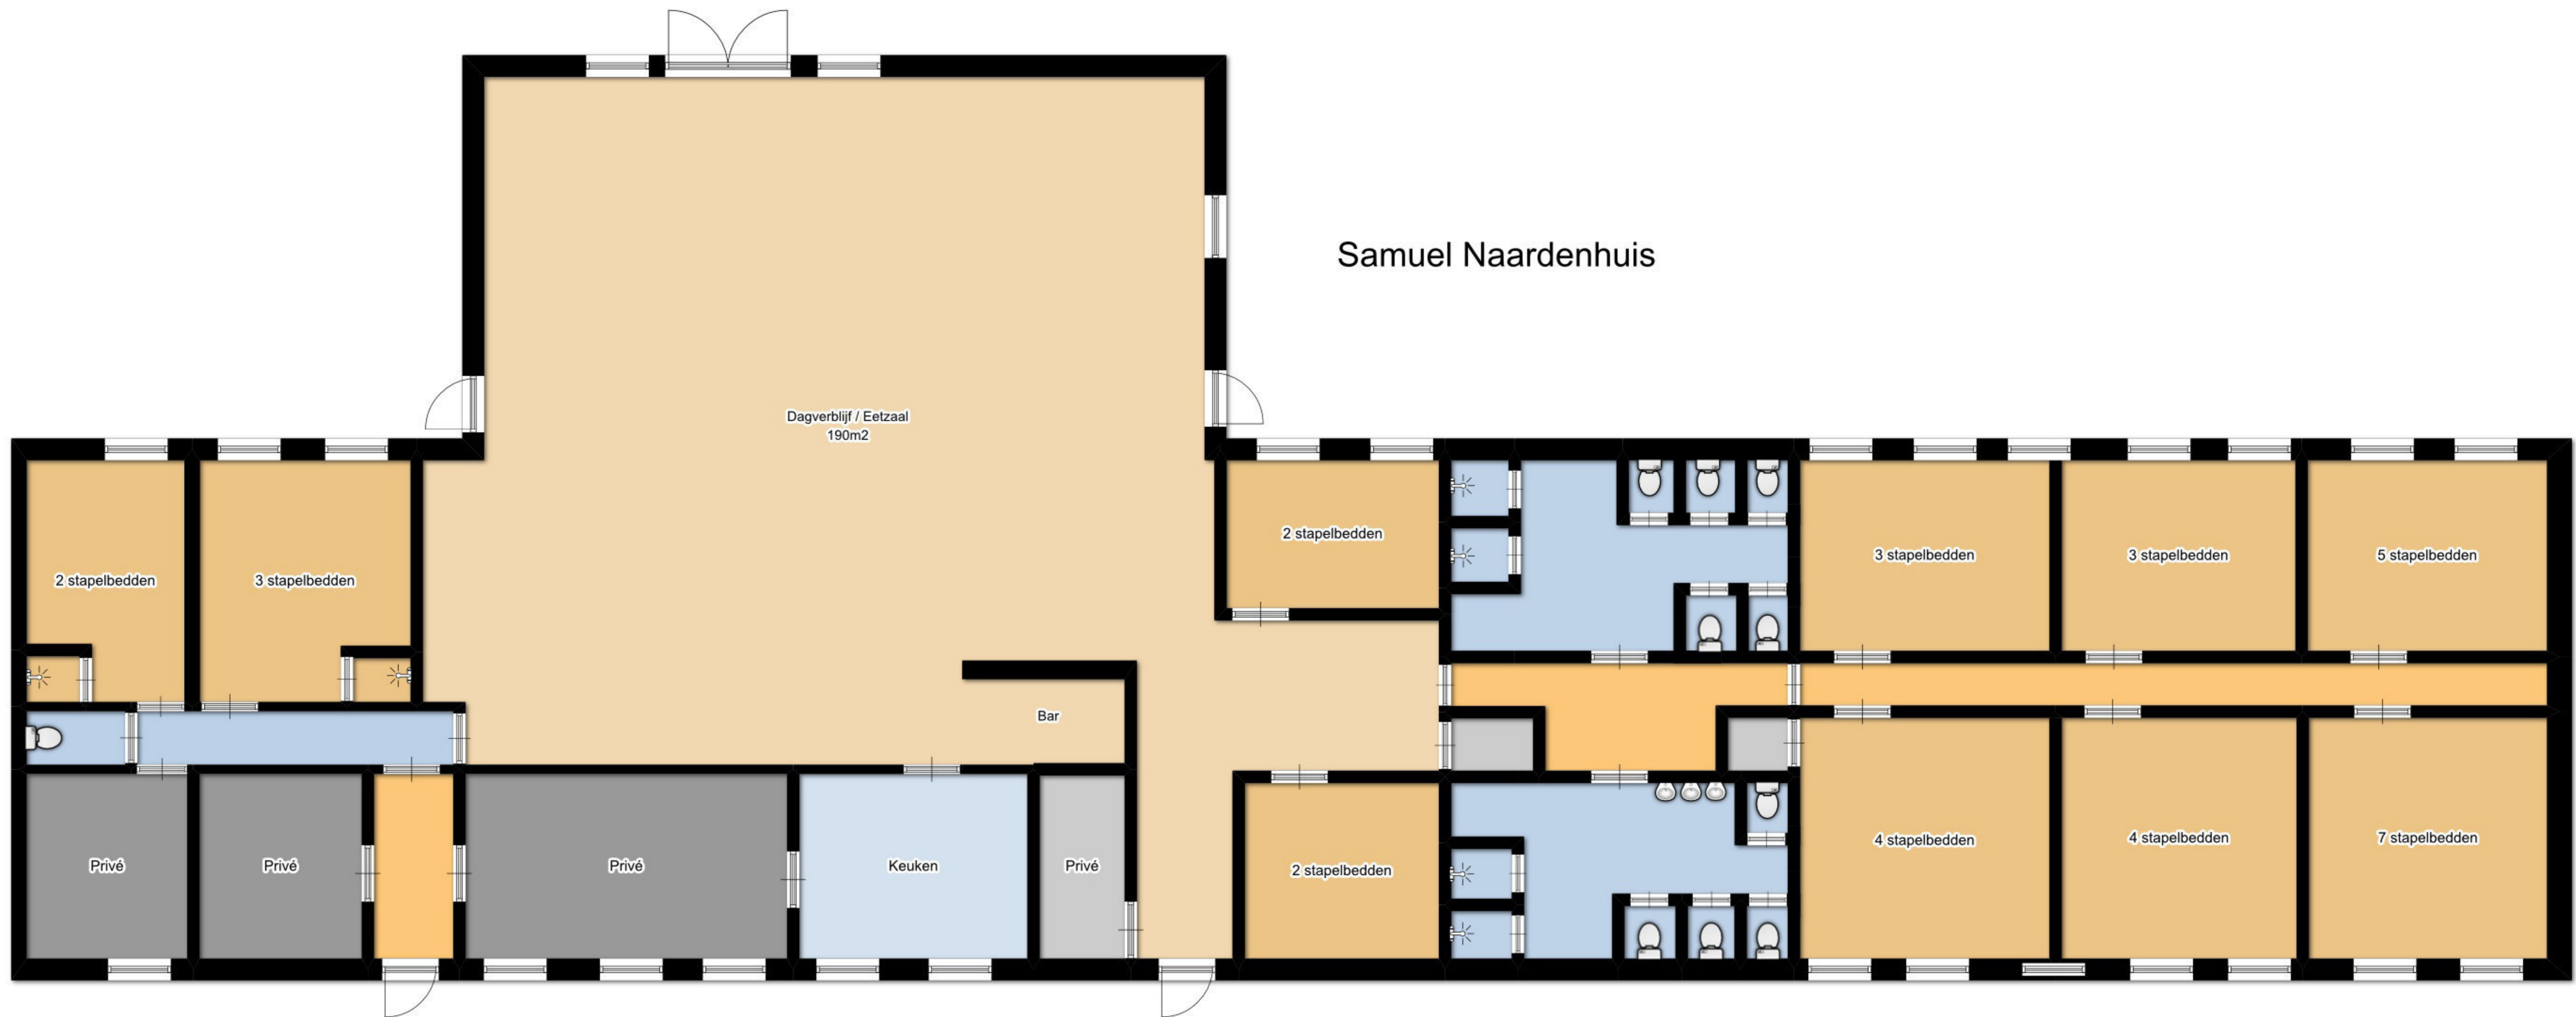 Samuel Naardenhuis
Dagverblijf / Eetzaal
190m2
2 stapelbedden
3 stapelbedden
2 stapelbedden
3 stapelbedden
3 stapelbedden
5 stapelbedden
Bar
Privé
Privé
Privé
Keuken
Privé
2 stapelbedden
4 stapelbedden
4 stapelbedden
7 stapelbedden